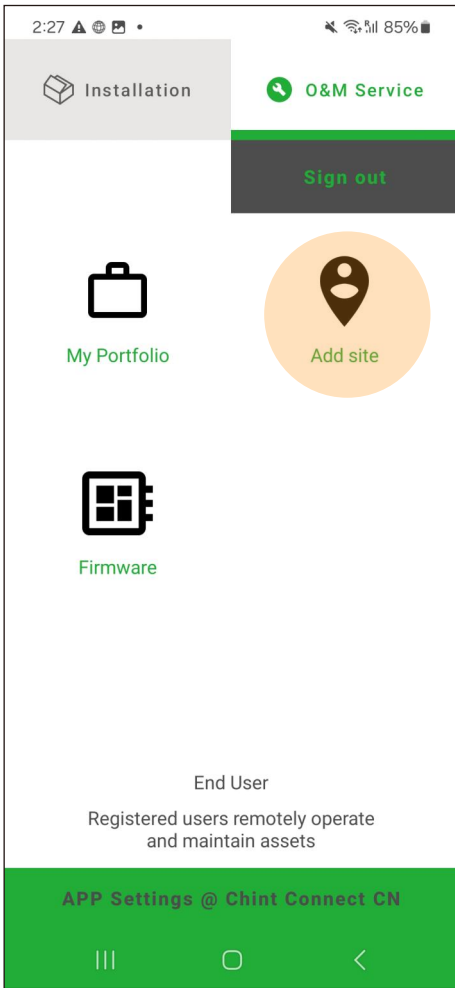 2:27 85%
Installation
O&M Service
Sign out
My Portfolio
Add site
Firmware
End User
Registered users remotely operate
and maintain assets
APP Settings @ Chint Connect CN